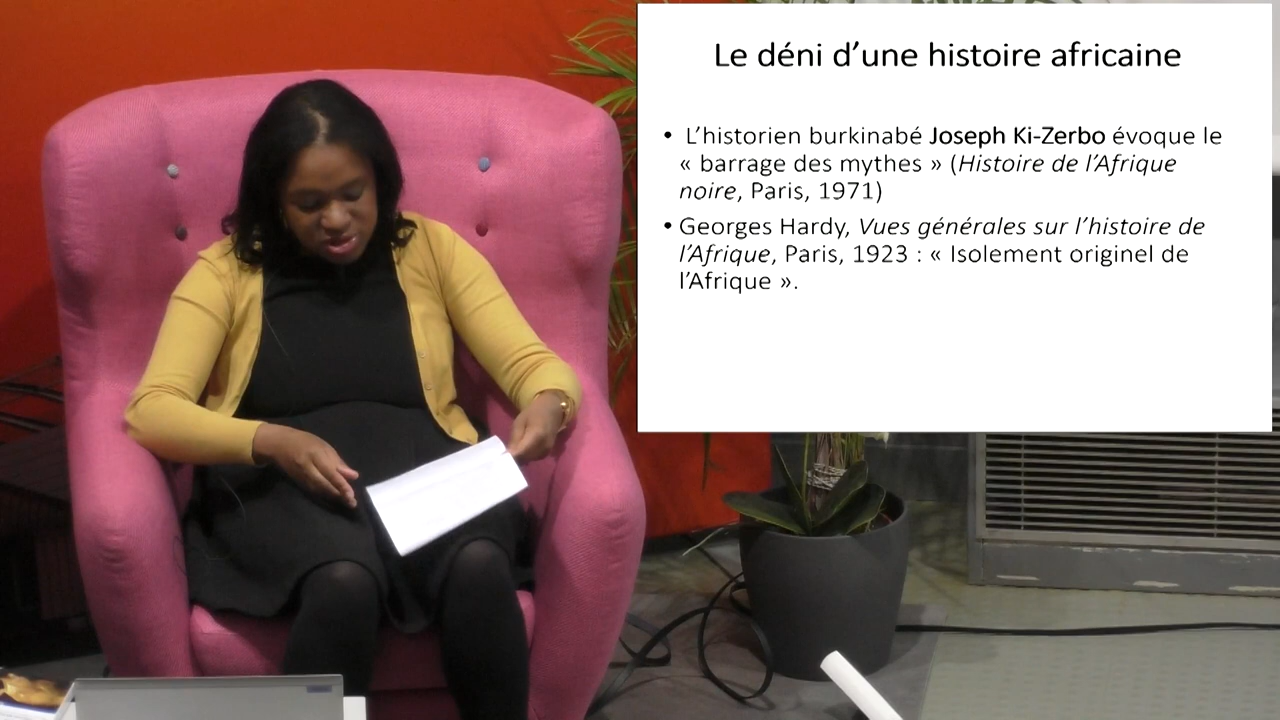 Le déni d’une histoire africaine
• L’historien burkinabé Joseph Ki-Zerbo évoque le
« barrage des mythes » (Histoire de l’Afrique
noire, Paris, 1971)
• Georges Hardy, Vues générales sur l’histoire de
l’Afrique, Paris, 1923 : « Isolement originel de
l’Afrique ».